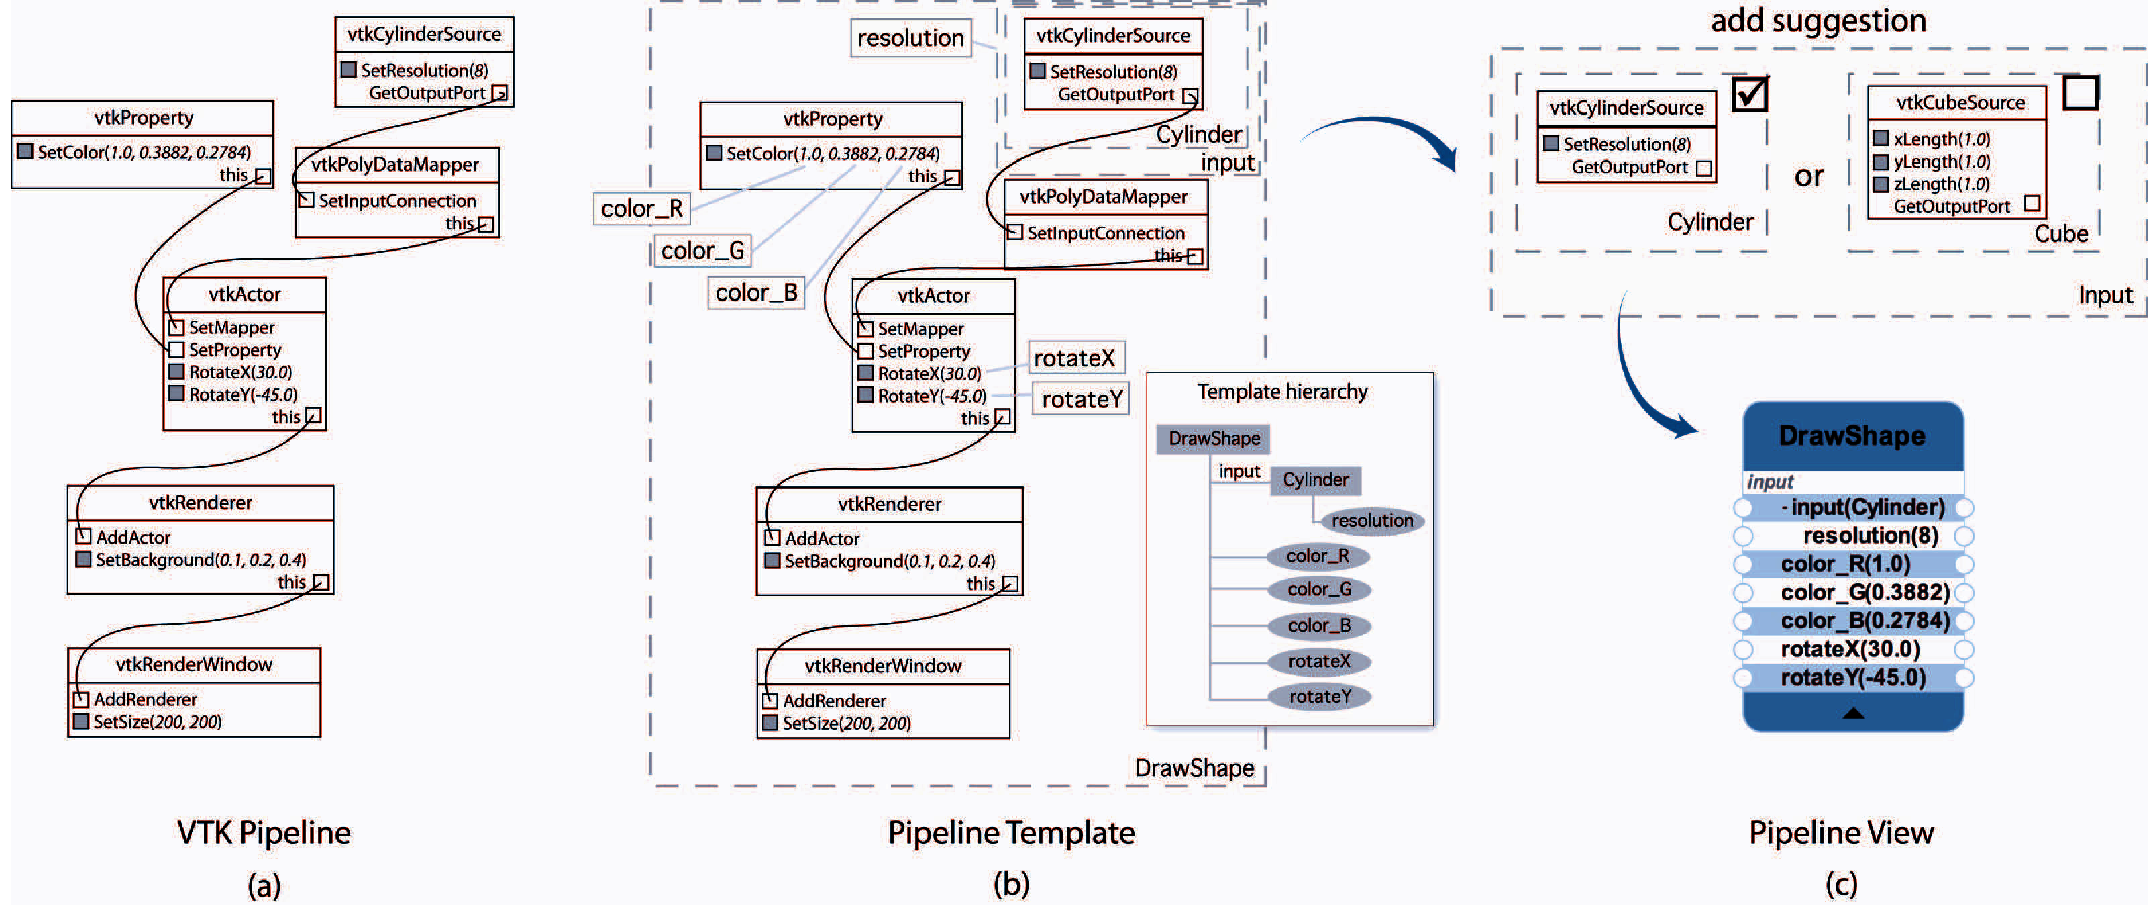 vtkCylinderSource
SetResolution(8)
GetOutputPort
vtkProperty
SetColor(1.0, 0.3882, 0.2784)
this
vtkPolyDataMapper
SetInputConnection
this
vtkActor
SetMapper
SetProperty
RotateX(30.0)
RotateY(-45.0)
this
vtkRenderer
AddActor
SetBackground(0.1, 0.2, 0.4)
this
vtkRenderWindow
AddRenderer
SetSize(200, 200)
VTK Pipeline
(a)
resolution
vtkCylinderSource
SetResolution(8)
GetOutputPort
Cylinder
input
vtkProperty
SetColor(1.0, 0.3882, 0.2784)
this
color_R
color_G
color_B
vtkPolyDataMapper
SetInputConnection
this
vtkActor
SetMapper
SetProperty
RotateX(30.0)
RotateY(-45.0)
this
rotateX
rotateY
vtkRenderer
AddActor
SetBackground(0.1, 0.2, 0.4)
this
vtkRenderWindow
AddRenderer
SetSize(200, 200)
DrawShape
Template hierarchy
DrawShape
input
Cylinder
resolution
color_R
color_G
color_B
rotateX
rotateY
Pipeline Template
(b)
add suggestion
vtkCylinderSource
SetResolution(8)
GetOutputPort
Cylinder
or
vtkCubeSource
xLength(1.0)
yLength(1.0)
zLength(1.0)
GetOutputPort
Cube
Input
DrawShape
input
- input(Cylinder)
resolution(8)
color_R(1.0)
color_G(0.3882)
color_B(0.2784)
rotateX(30.0)
rotateY(-45.0)
Pipeline View
(c)